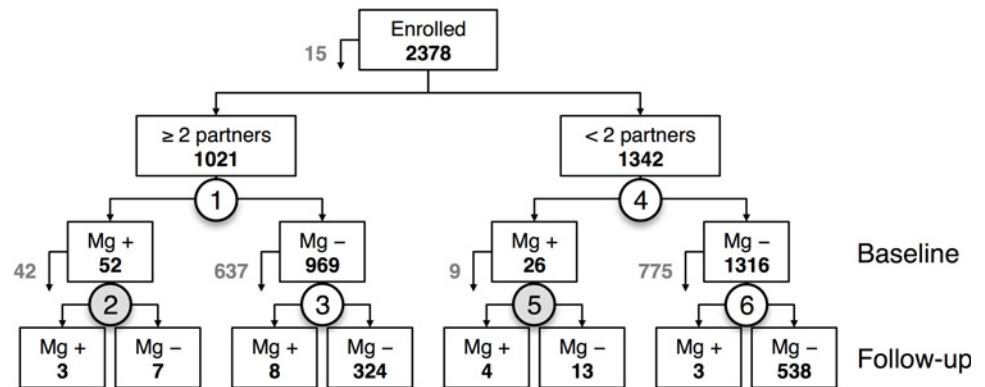 Enrolled
15
2378
≥ 2 partners
1021
< 2 partners
1342
1
4
Mg +
52
Mg −
969
Mg +
26
Mg −
1316
Baseline
42
637
9
775
2
3
5
6
Mg +
3
Mg −
7
Mg +
8
Mg −
324
Mg +
4
Mg −
13
Mg +
3
Mg −
538
Follow-up